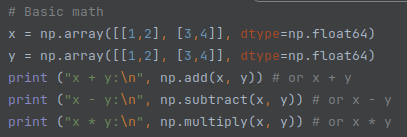 # Basic math
x = np.array([[1,2], [3,4]], dtype=np.float64)
y = np.array([[1,2], [3,4]], dtype=np.float64)
print ("x + y:\n", np.add(x, y)) # or x + y
print ("x - y:\n", np.subtract(x, y)) # or x - y
print ("x * y:\n", np.multiply(x, y)) # or x * y